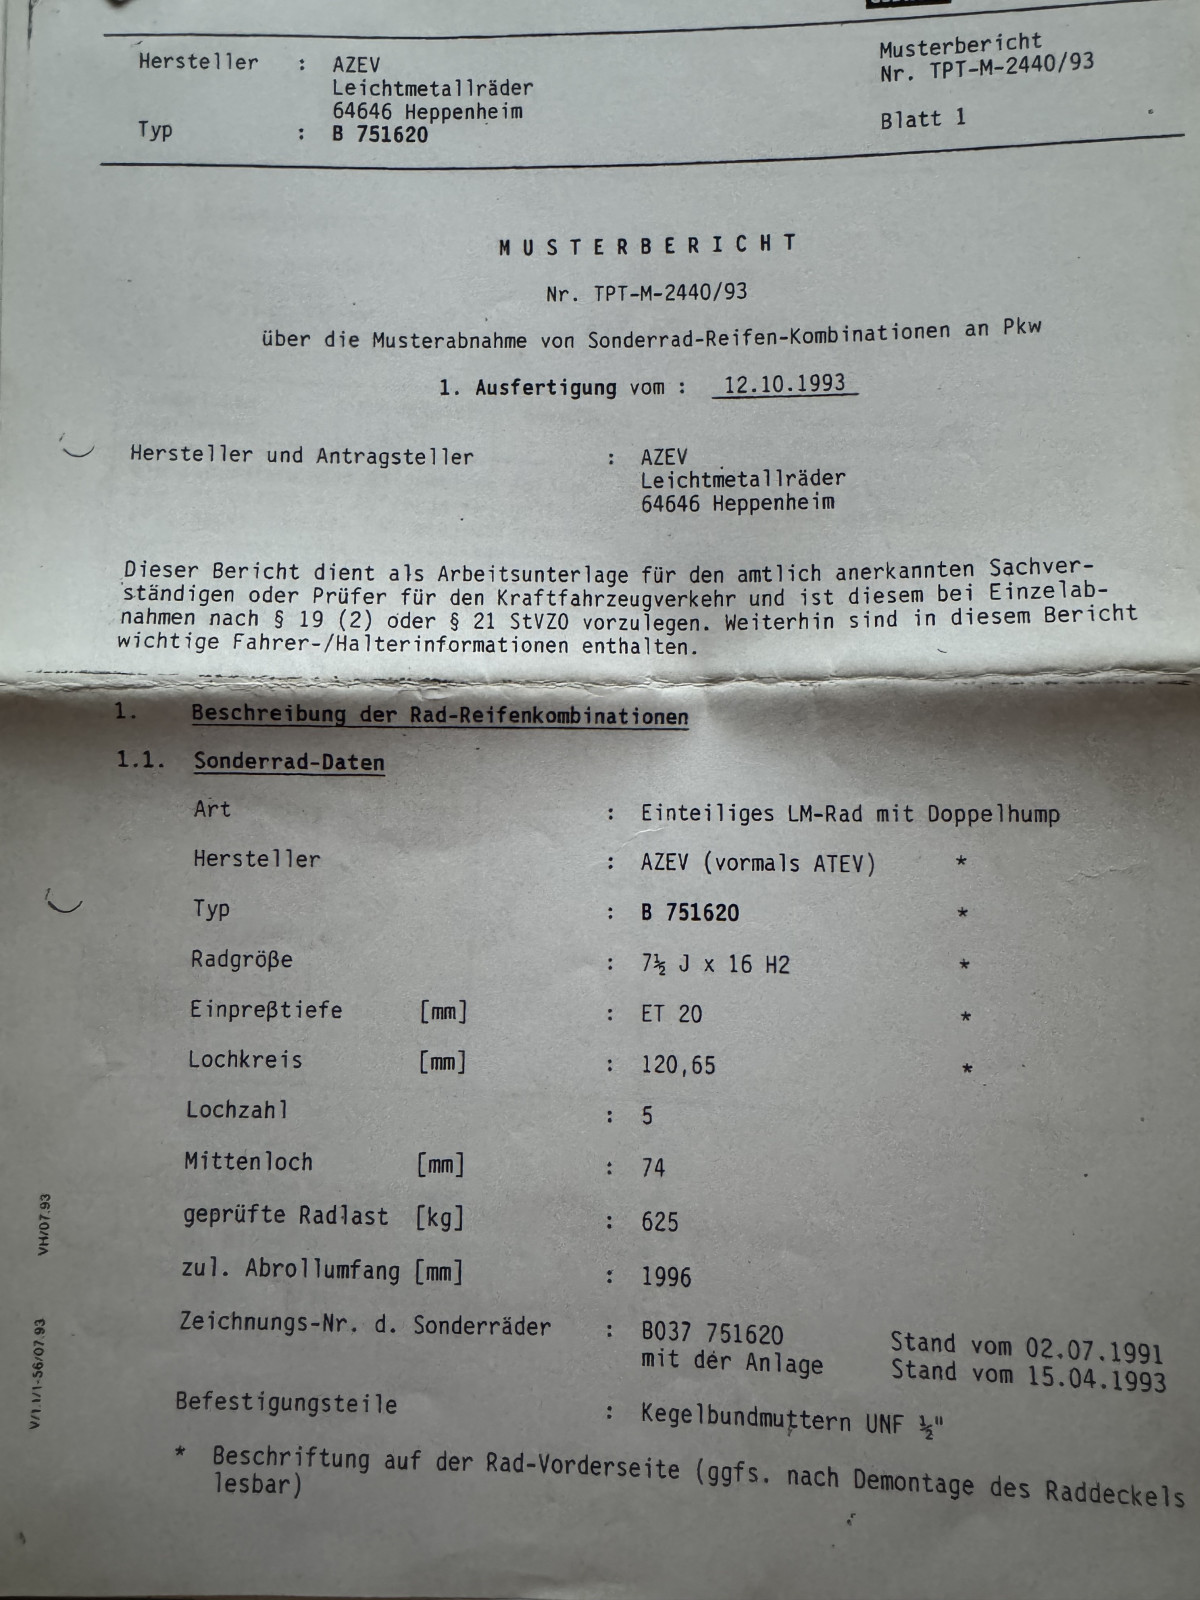 Hersteller : AZEV
Leichtmetallräder
64646 Heppenheim
Typ : B 751620
Musterbericht
Nr. TPT-M-2440/93
Blatt 1
MUSTERBERICHT
Nr. TPT-M-2440/93
über die Musterabnahme von Sonderrad-Reifen-Kombinationen an Pkw
1. Ausfertigung vom : 12.10.1993
Hersteller und Antragsteller : AZEV
Leichtmetallräder
64646 Heppenheim
Dieser Bericht dient als Arbeitsunterlage für den amtlich anerkannten Sachver-
ständigen oder Prüfer für den Kraftfahrzeugverkehr und ist diesem bei Einzelab-
nahmen nach § 19 (2) oder § 21 StVZO vorzulegen. Weiterhin sind in diesem Bericht
wichtige Fahrer-/Halterinformationen enthalten.
1. Beschreibung der Rad-Reifenkombinationen
1.1. Sonderrad-Daten
Art : Einteiliges LM-Rad mit Doppelhump
Hersteller : AZEV (vormals ATEV) *
Typ : B 751620 *
Radgröße : 7½ J x 16 H2 *
Einpreßtiefe [mm] : ET 20 *
Lochkreis [mm] : 120,65 *
Lochzahl : 5
Mittenloch [mm] : 74
geprüfte Radlast [kg] : 625
zul. Abrollumfang [mm] : 1996
Zeichnungs-Nr. d. Sonderräder : B037 751620 Stand vom 02.07.1991
mit der Anlage Stand vom 15.04.1993
Befestigungsteile : Kegelbundmuttern UNF ½"
* Beschriftung auf der Rad-Vorderseite (ggfs. nach Demontage des Raddeckels
lesbar)
VH/07.93
V/1.1/1-56/07.93